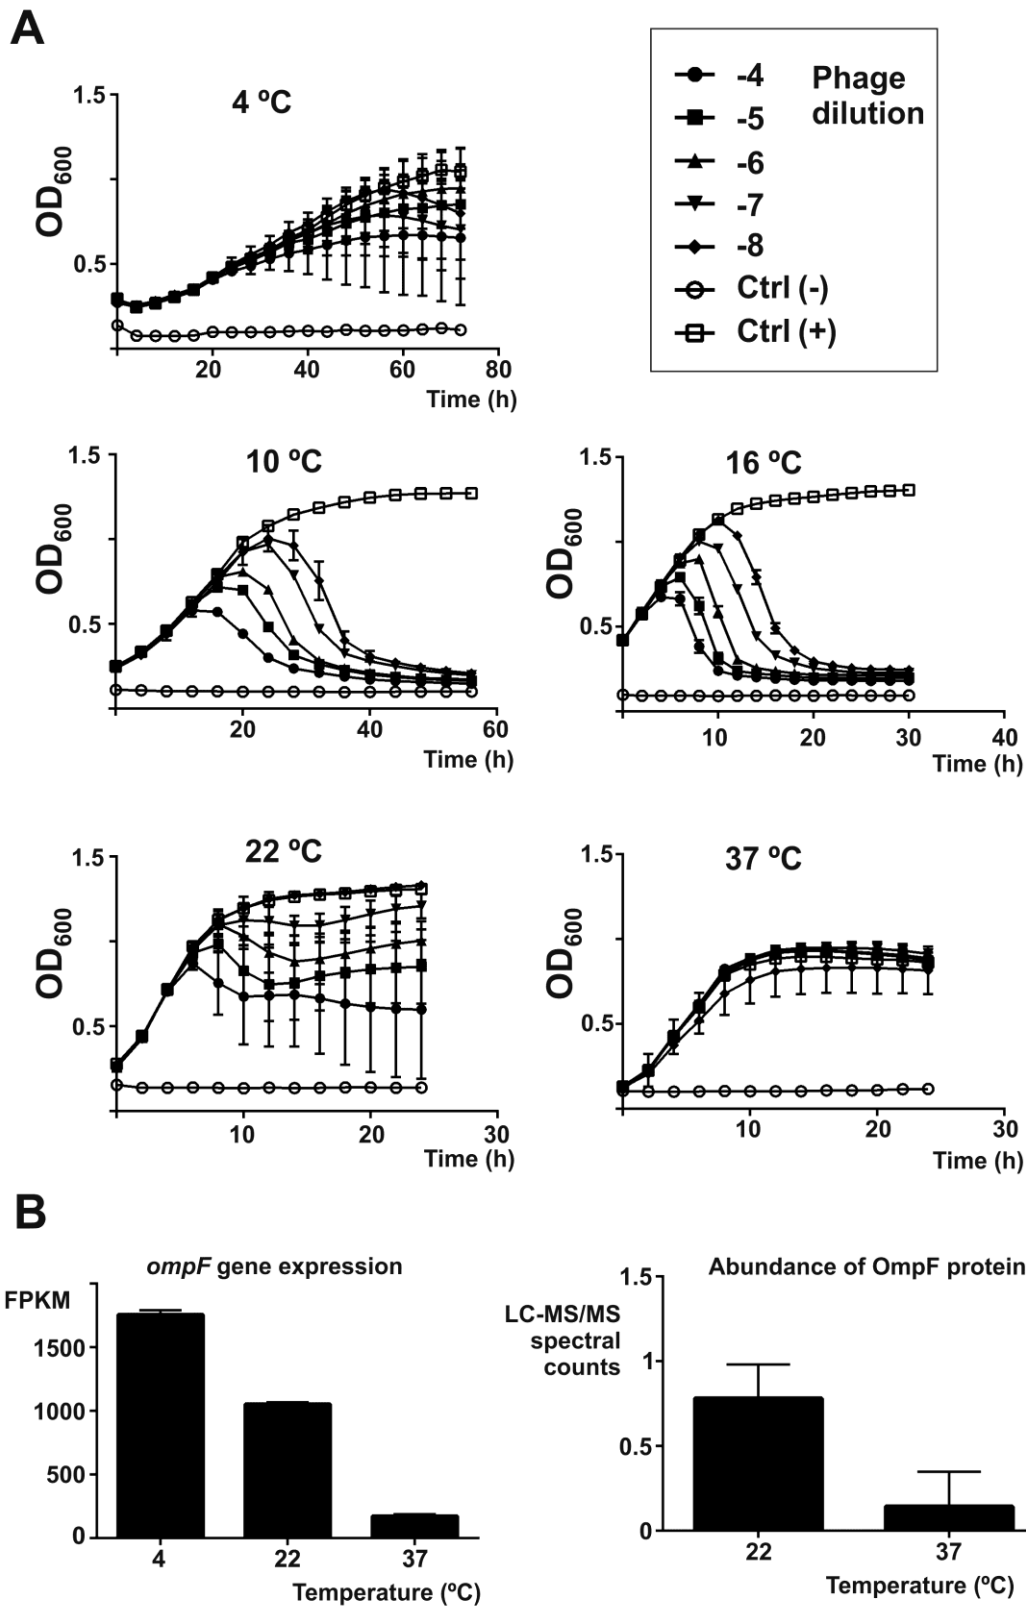 A
4 ºC
1.5
0.5
OD600
20 40 60 80
Time (h)
-4 Phage
-5 dilution
-6
-7
-8
Ctrl (-)
Ctrl (+)
10 ºC
1.5
0.5
OD600
20 40 60
Time (h)
16 ºC
1.5
0.5
OD600
10 20 30 40
Time (h)
22 ºC
1.5
0.5
OD600
10 20 30
Time (h)
37 ºC
1.5
0.5
OD600
10 20 30
Time (h)
B
ompF gene expression
FPKM
1500
1000
500
0
4 22 37
Temperature (ºC)
Abundance of OmpF protein
LC-MS/MS
spectral
counts
1.5
1
0.5
0
22 37
Temperature (ºC)